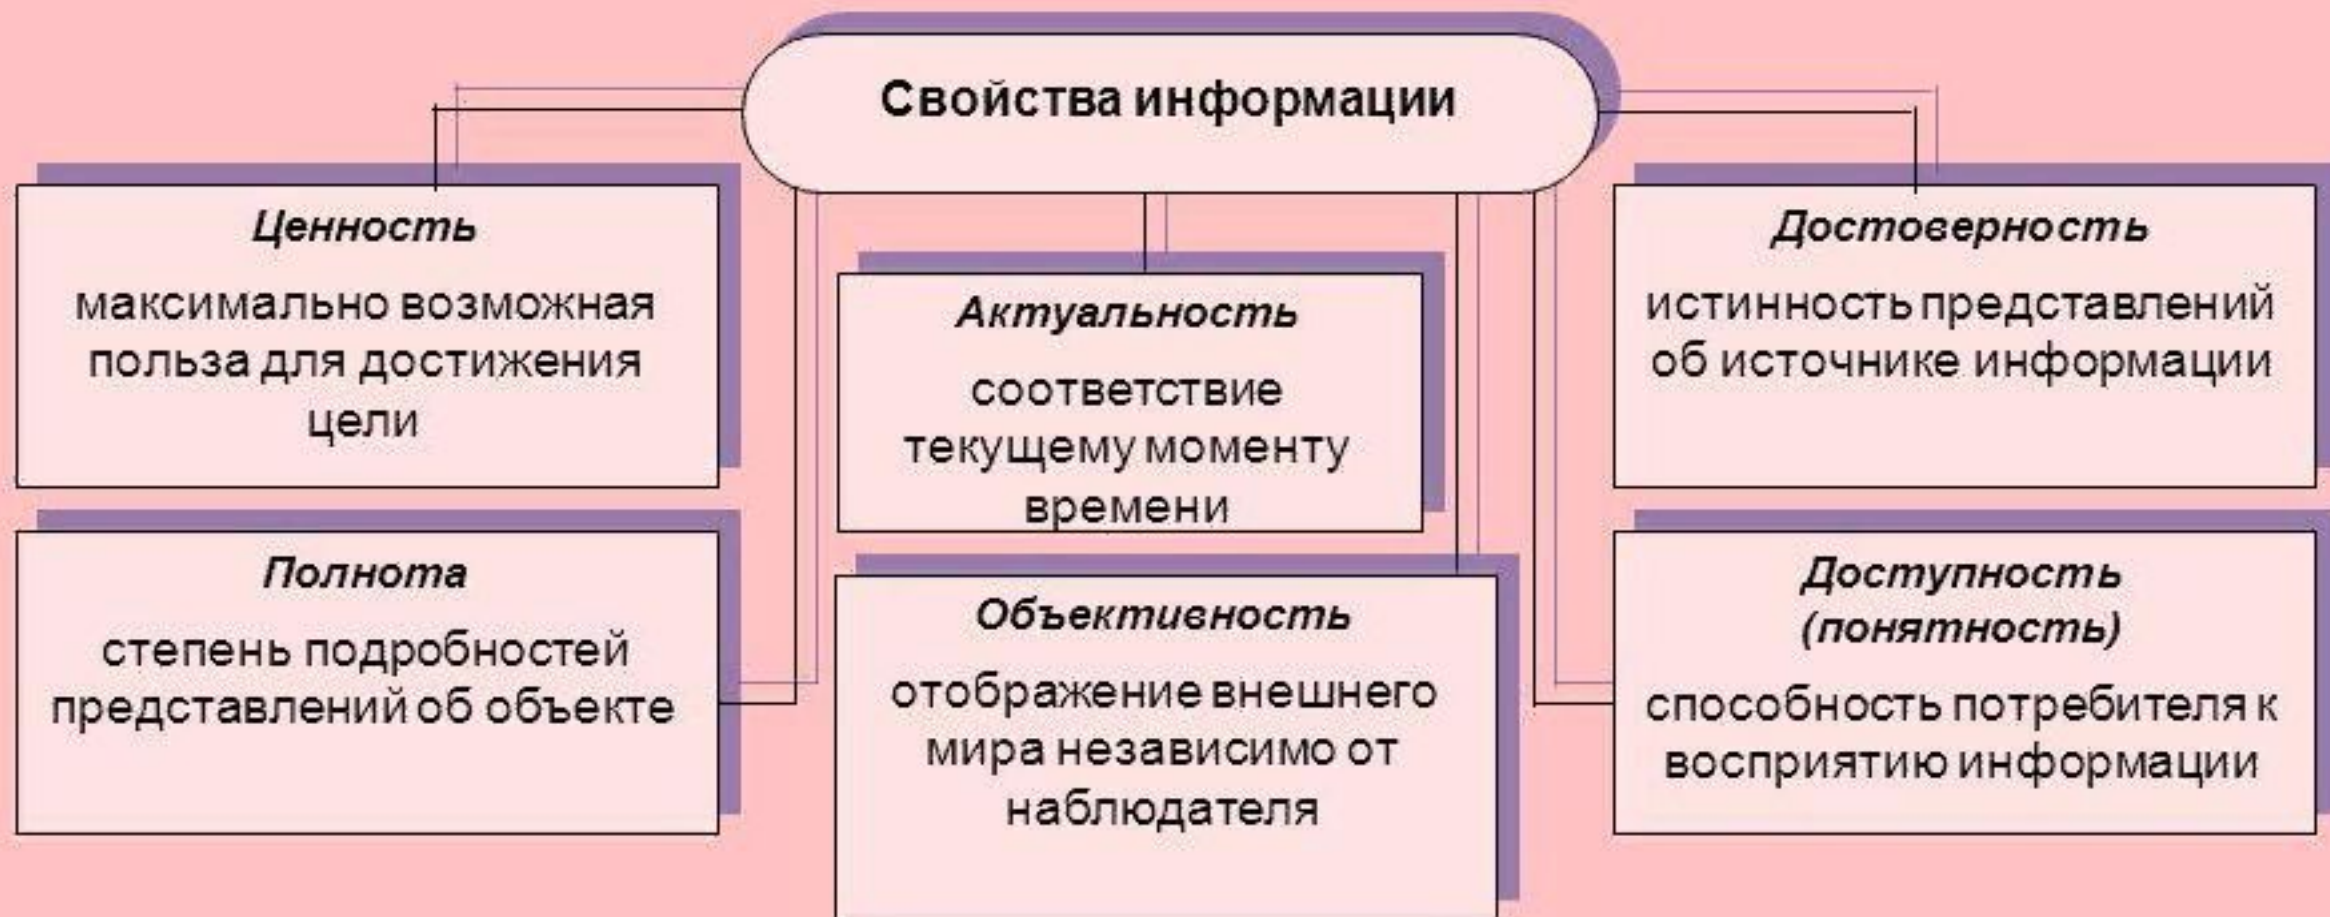 Свойства информации
Ценность
максимально возможная
польза для достижения
цели
Актуальность
соответствие
текущему моменту
времени
Достоверность
истинность представлений
об источнике информации
Полнота
степень подробностей
представлений об объекте
Объективность
отображение внешнего
мира независимо от
наблюдателя
Доступность
(понятность)
способность потребителя к
восприятию информации